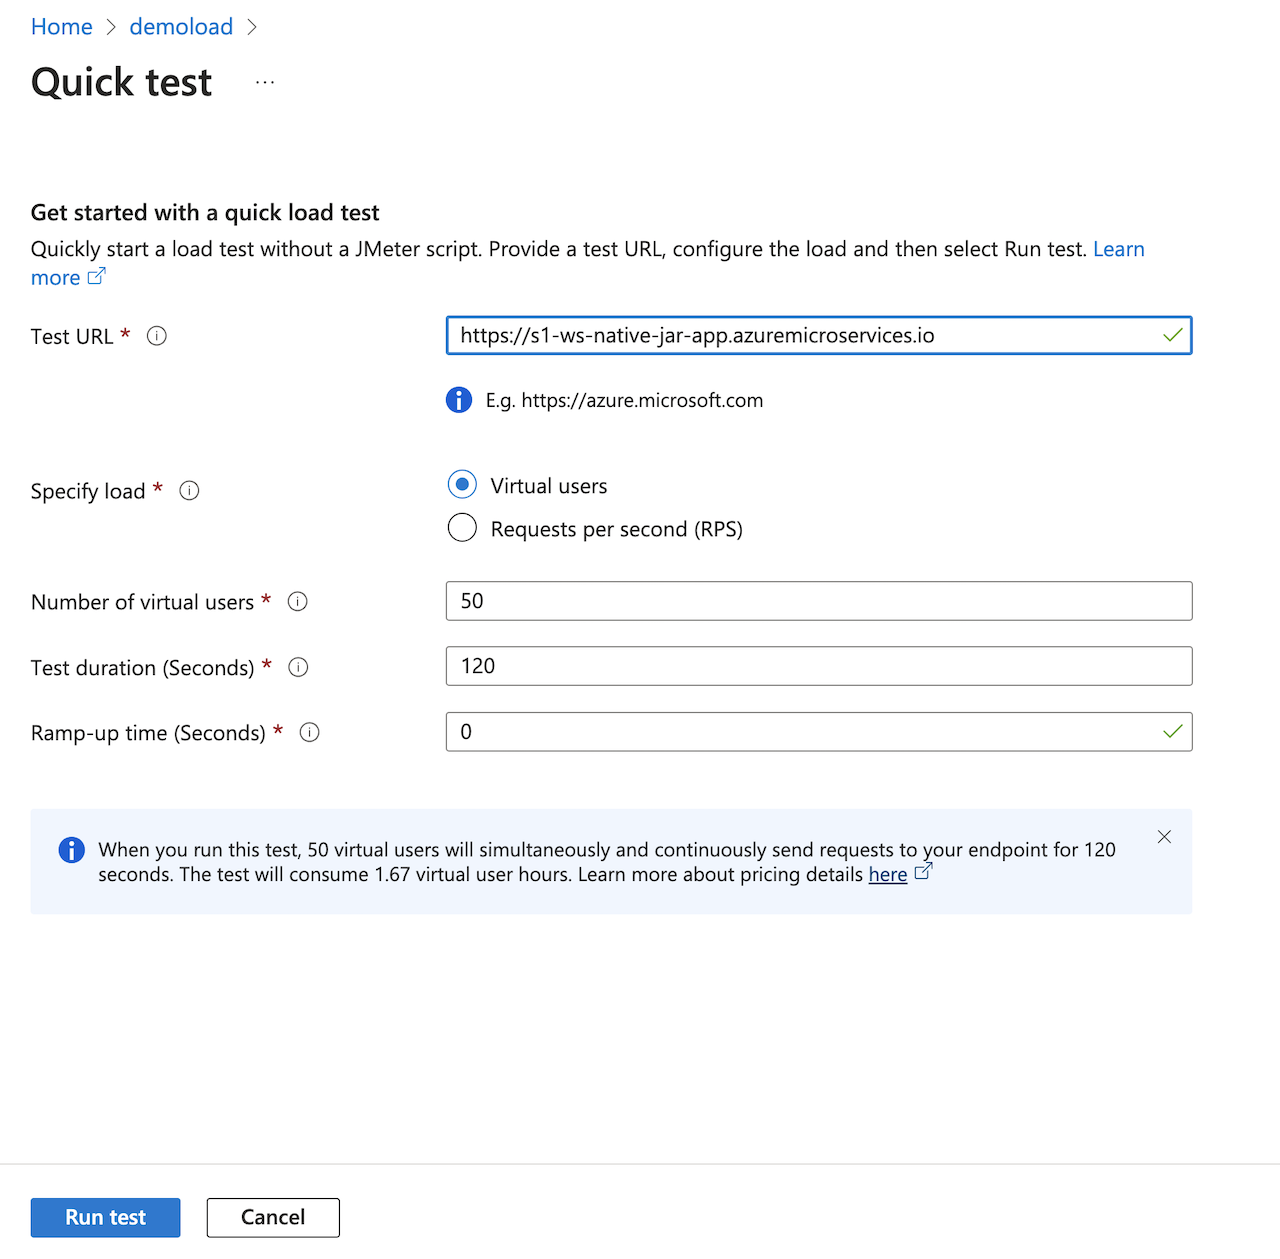 Home > demoload >
Quick test ...
Get started with a quick load test
Quickly start a load test without a JMeter script. Provide a test URL, configure the load and then select Run test. Learn
more
Test URL *
https://s1-ws-native-jar-app.azuremicroservices.io
E.g. https://azure.microsoft.com
Specify load *
Virtual users
Requests per second (RPS)
Number of virtual users *
50
Test duration (Seconds) *
120
Ramp-up time (Seconds) *
0
When you run this test, 50 virtual users will simultaneously and continuously send requests to your endpoint for 120
seconds. The test will consume 1.67 virtual user hours. Learn more about pricing details here
Run test
Cancel